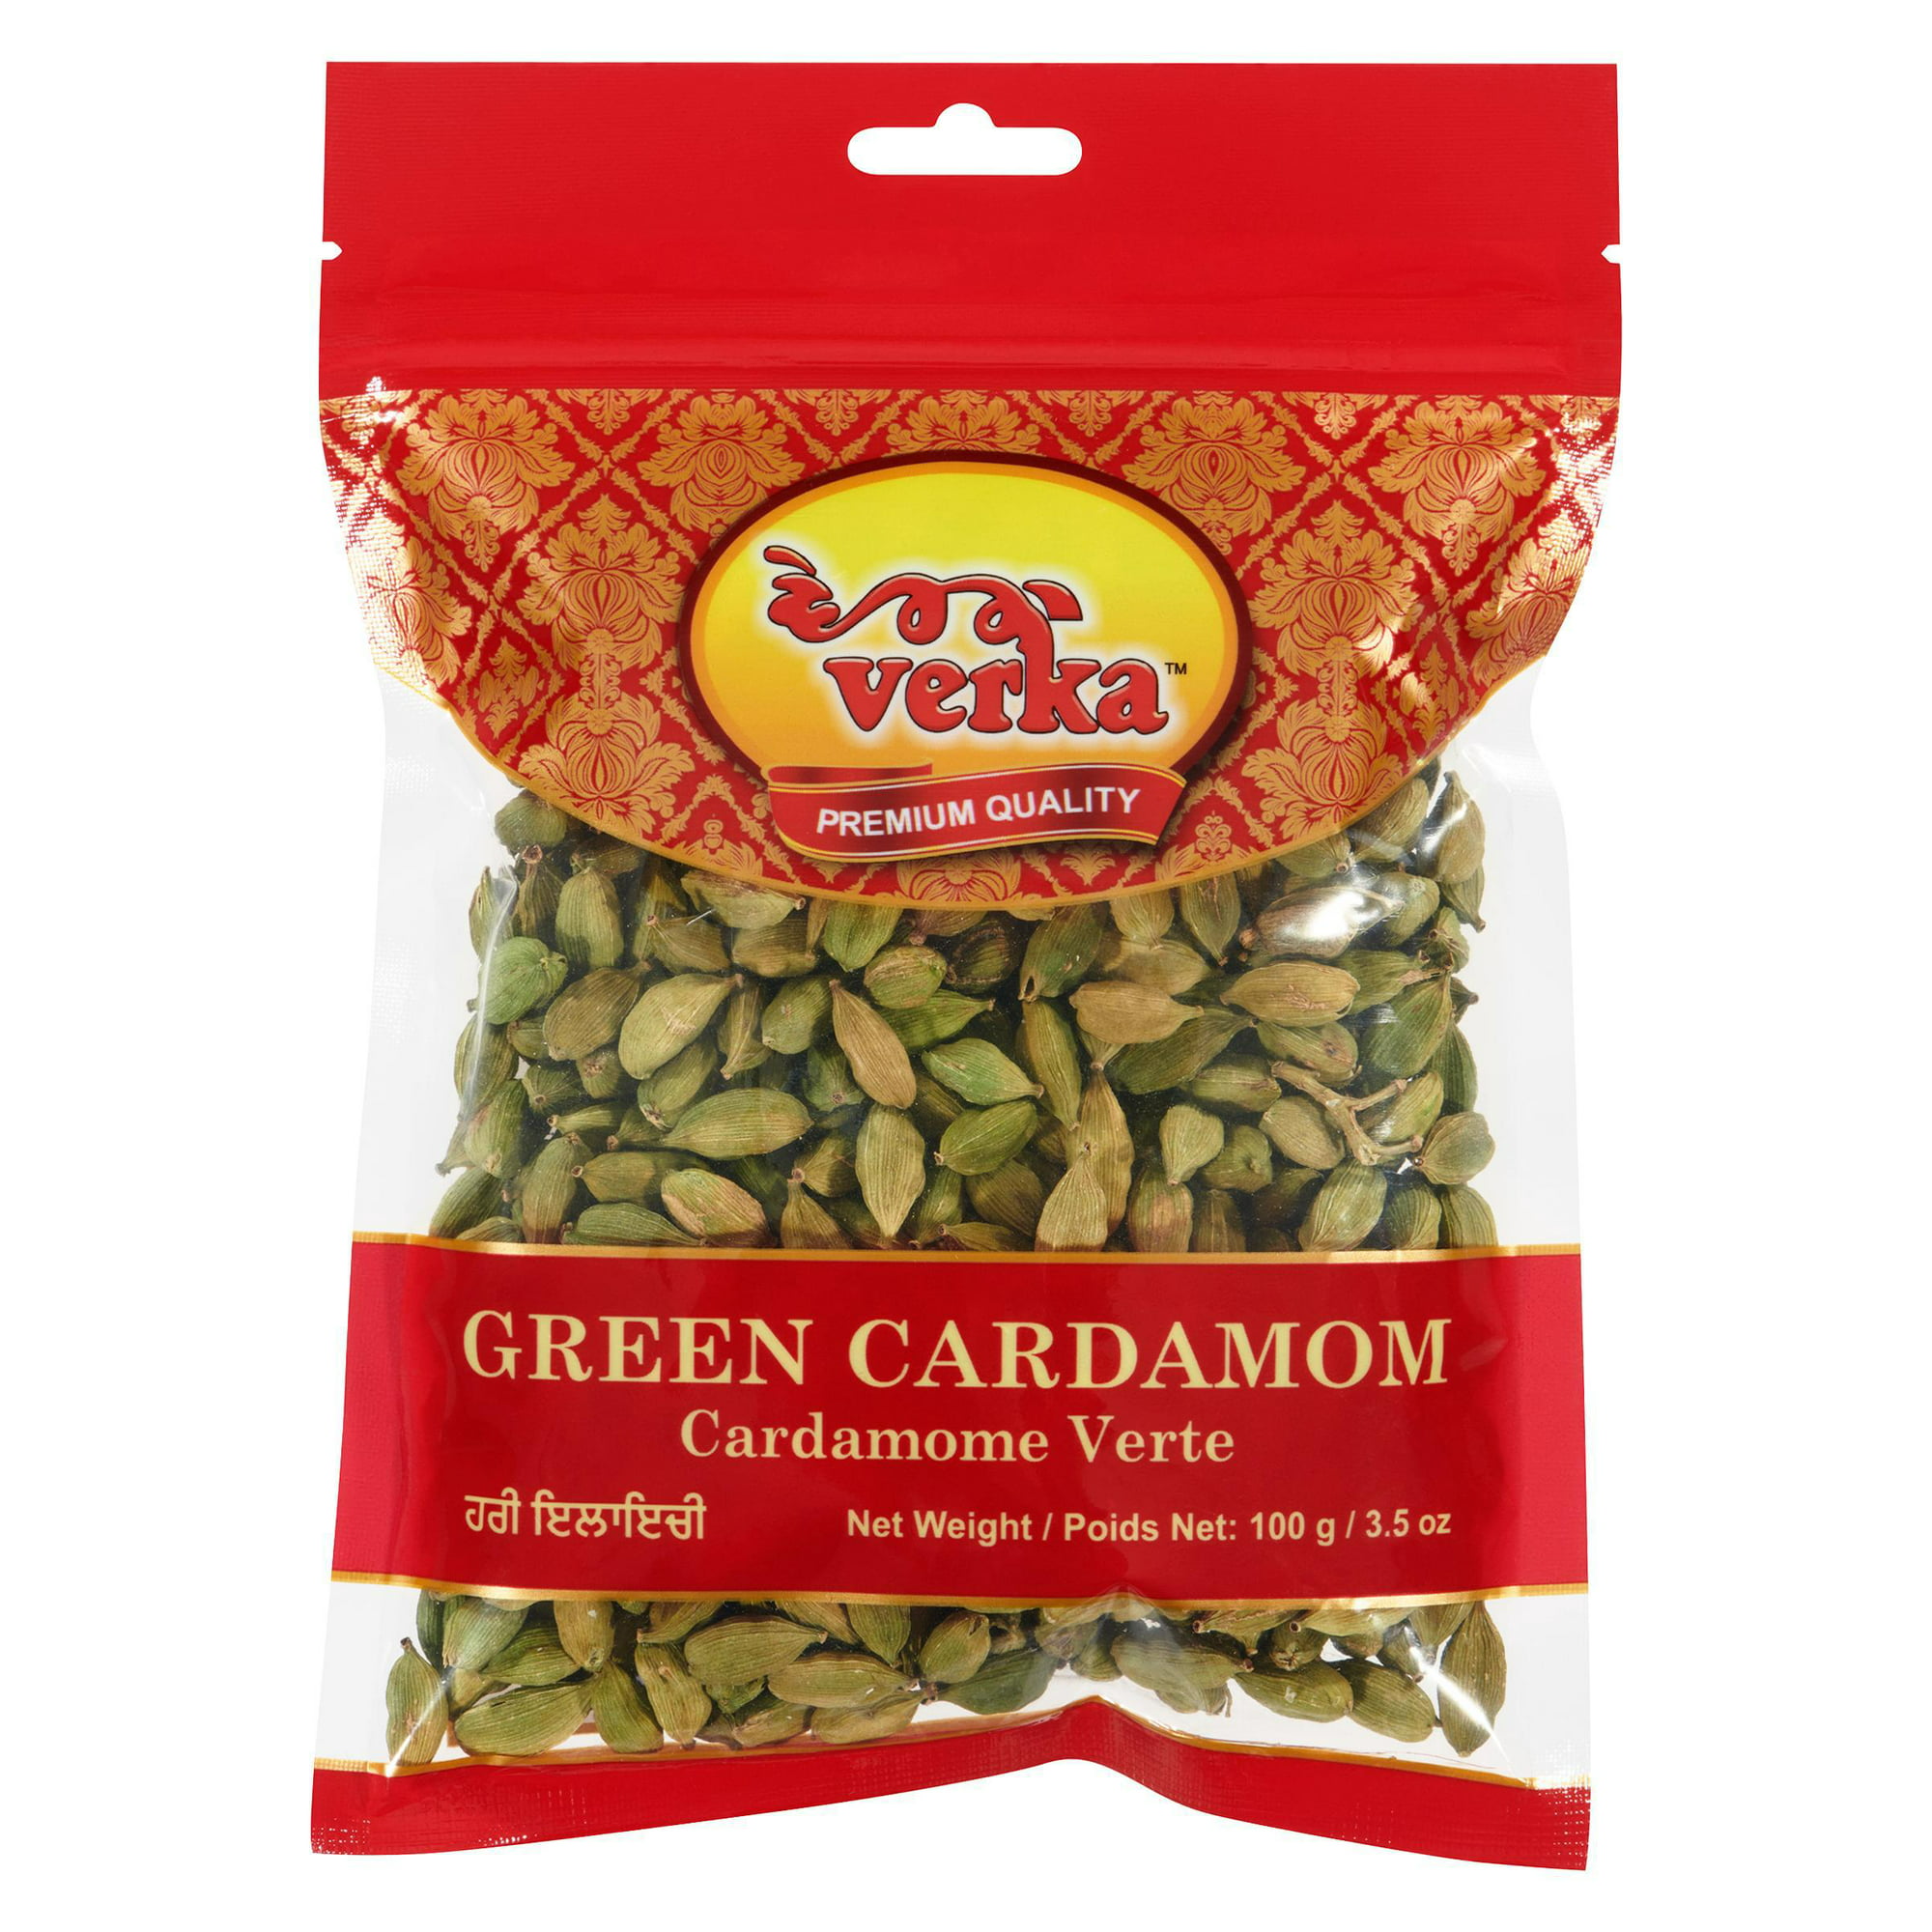 ਵੇਰਕਾ
verka™
PREMIUM QUALITY
GREEN CARDAMOM
Cardamome Verte
ਹਰੀ ਇਲਾਇਚੀ
Net Weight / Poids Net: 100 g / 3.5 oz